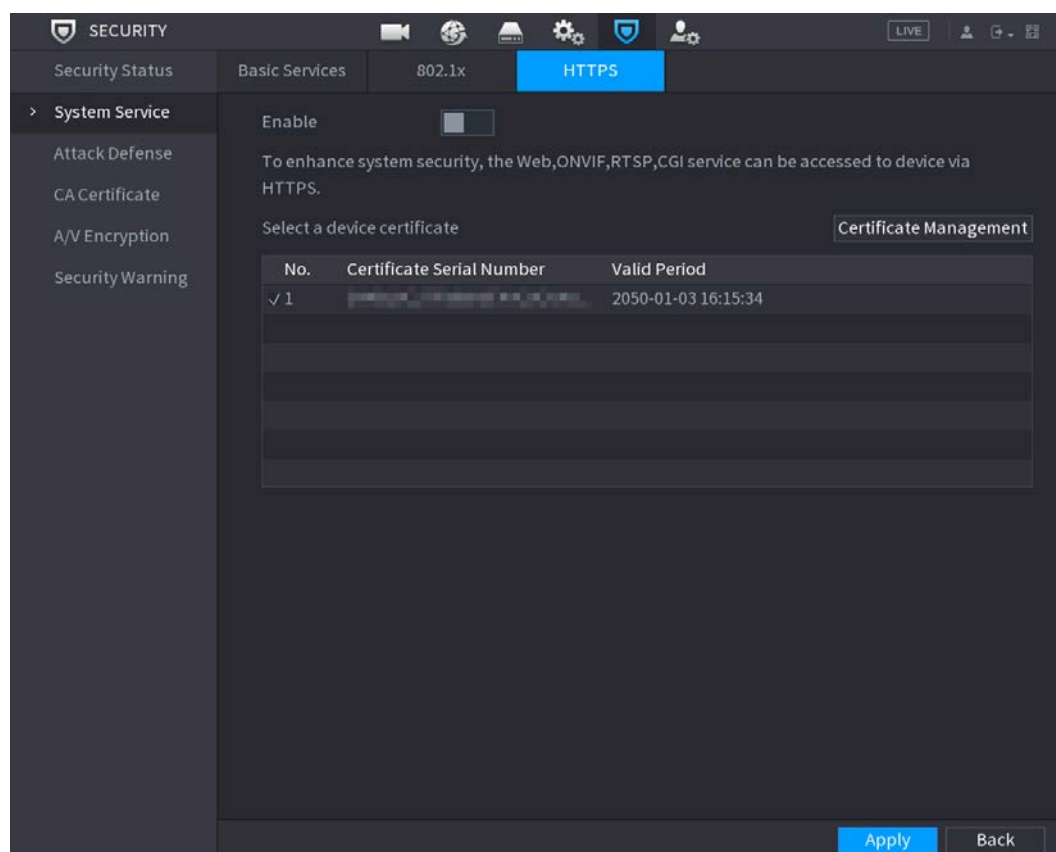 SECURITY
LIVE
Security Status
Basic Services
802.1x
HTTPS
> System Service
Enable
Attack Defense
To enhance system security, the Web,ONVIF,RTSP,CGI service can be accessed to device via
HTTPS.
CA Certificate
Select a device certificate
Certificate Management
A/V Encryption
No. Certificate Serial Number Valid Period
Security Warning
✓ 1 2050-01-03 16:15:34
Apply
Back